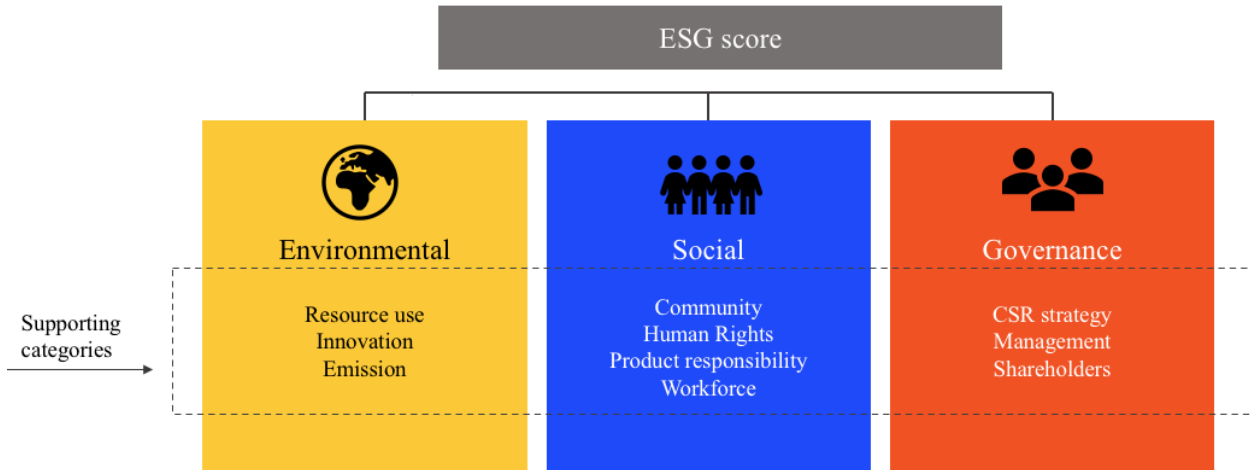 ESG score
Environmental
Social
Governance
Supporting
categories
Resource use
Innovation
Emission
Community
Human Rights
Product responsibility
Workforce
CSR strategy
Management
Shareholders